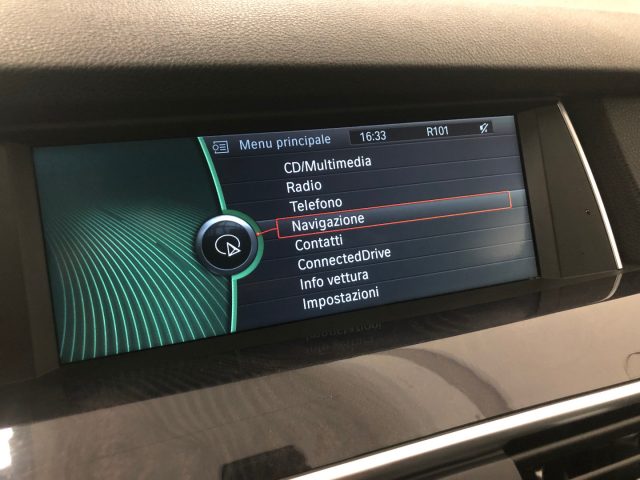 Menu principale 16:33 R101
CD/Multimedia
Radio
Telefono
Navigazione
Contatti
ConnectedDrive
Info vettura
Impostazioni